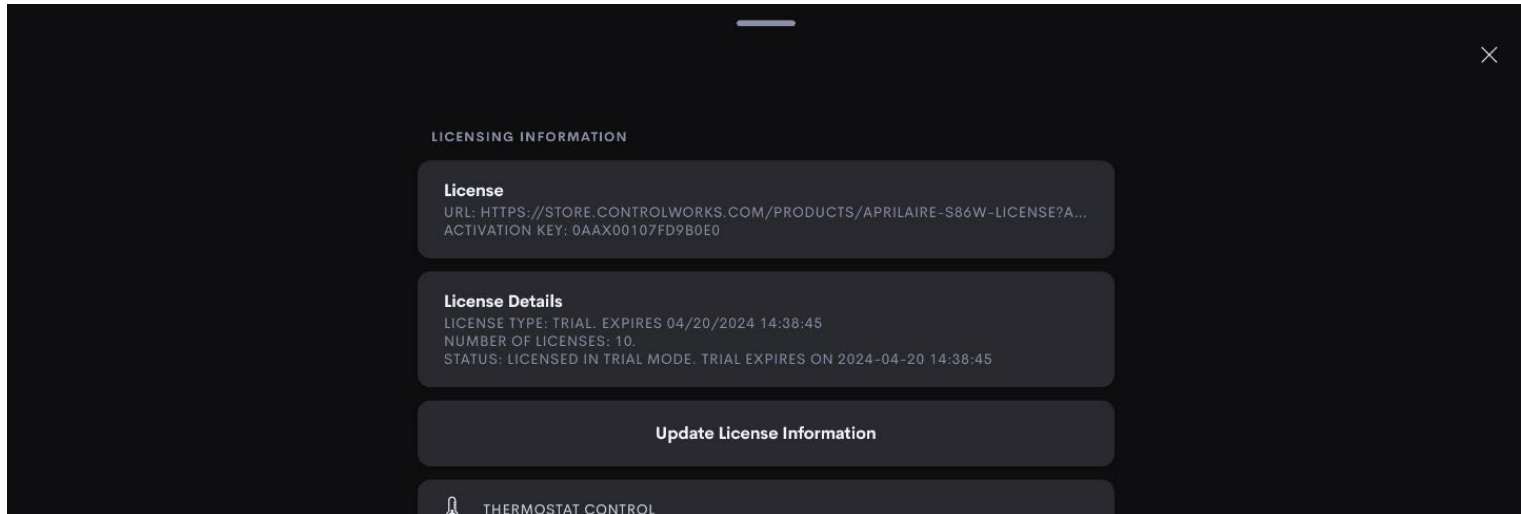 LICENSING INFORMATION
License
URL: HTTPS://STORE.CONTROLWORKS.COM/PRODUCTS/APRILAIRE-S86W-LICENSE?A...
ACTIVATION KEY: 0AAX00107FD9B0E0
License Details
LICENSE TYPE: TRIAL. EXPIRES 04/20/2024 14:38:45
NUMBER OF LICENSES: 10.
STATUS: LICENSED IN TRIAL MODE. TRIAL EXPIRES ON 2024-04-20 14:38:45
Update License Information
THERMOSTAT CONTROL